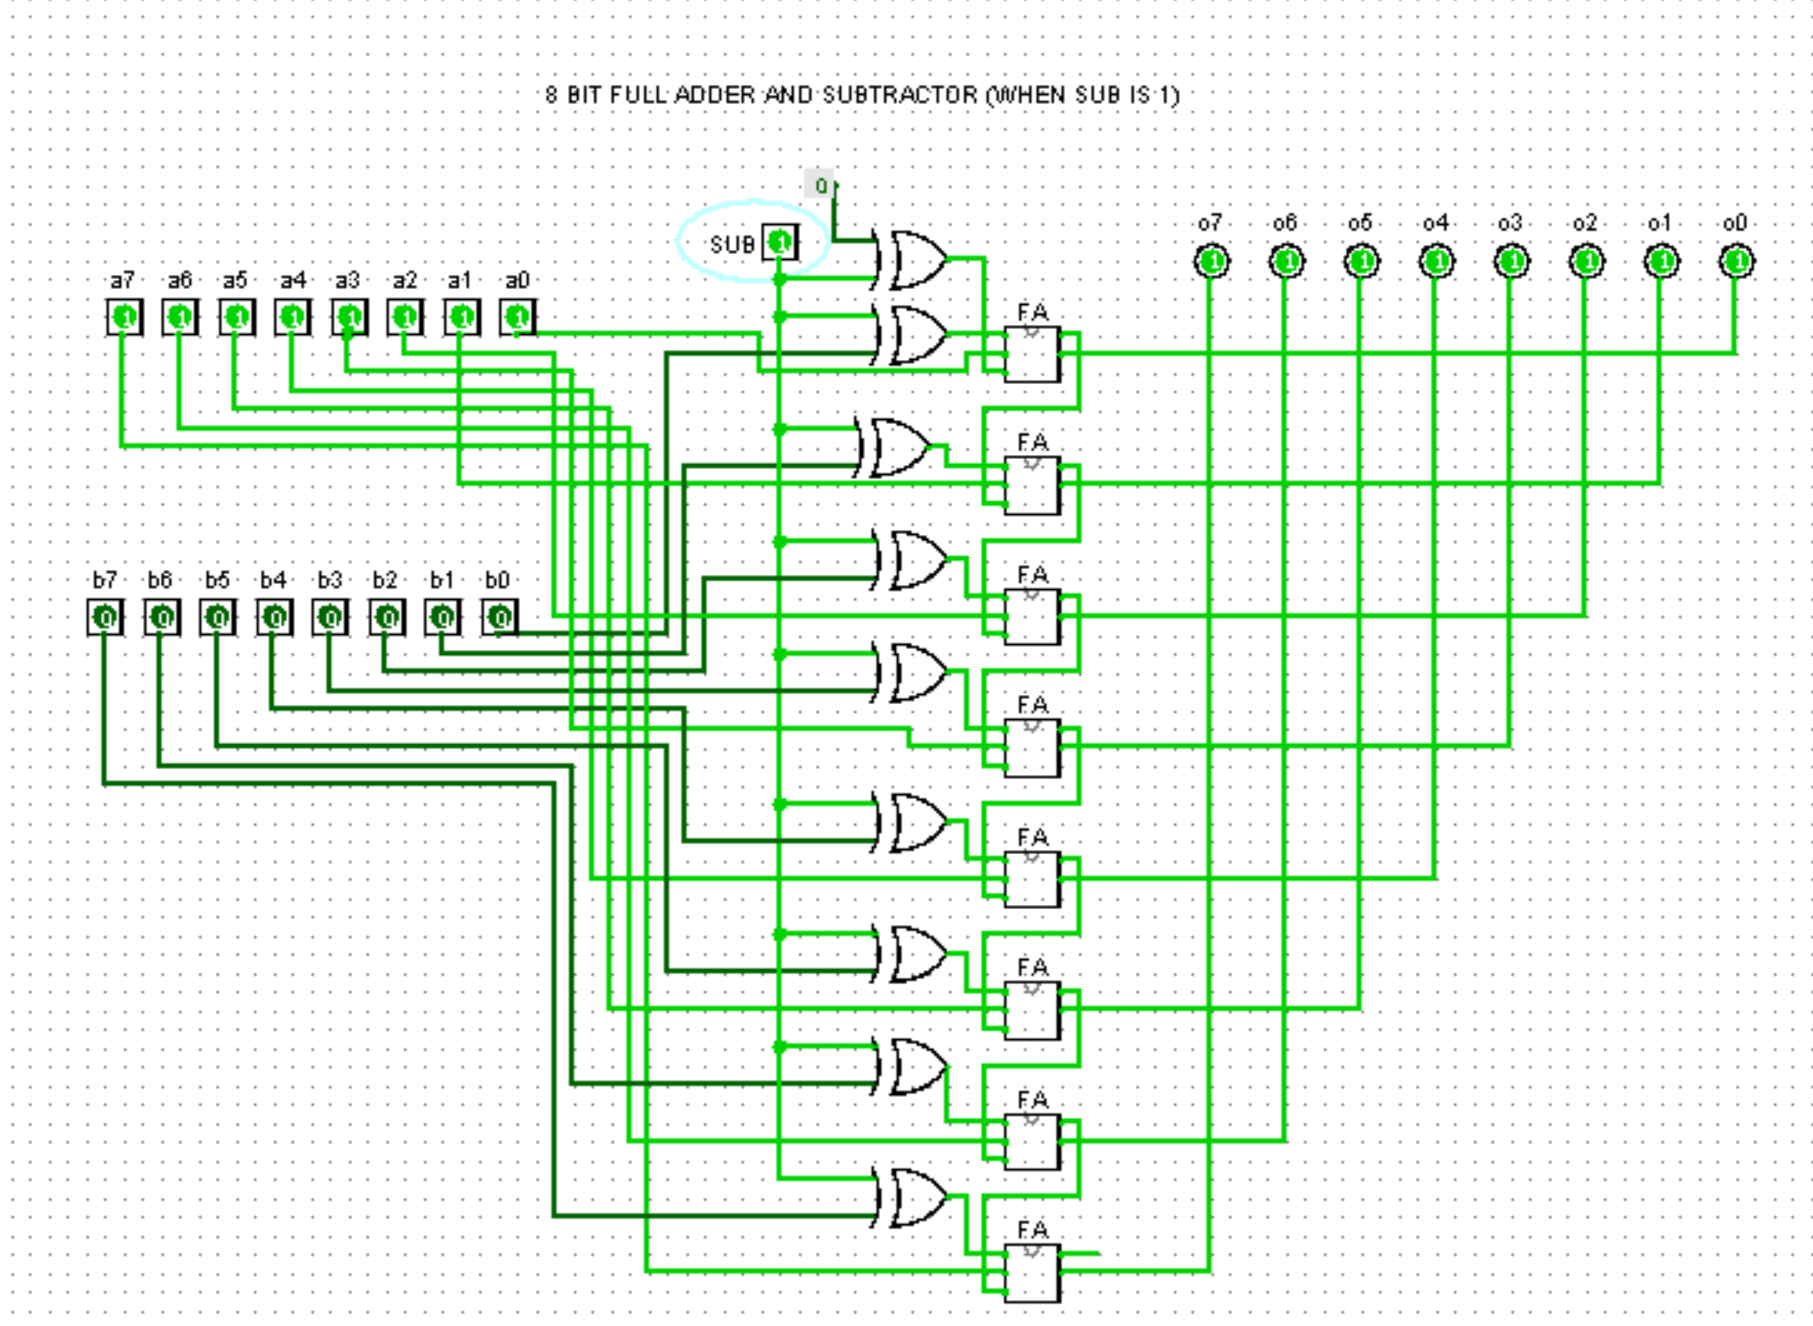 8 BIT FULL ADDER AND SUBTRACTOR (WHEN SUB IS 1)
0
SUB 1
o7 o6 o5 o4 o3 o2 o1 o0
1 1 1 1 1 1 1 1
a7 a6 a5 a4 a3 a2 a1 a0
1 1 1 1 1 1 1 1
FA
FA
b7 b6 b5 b4 b3 b2 b1 b0
0 0 0 0 0 0 0 0
FA
FA
FA
FA
FA
FA